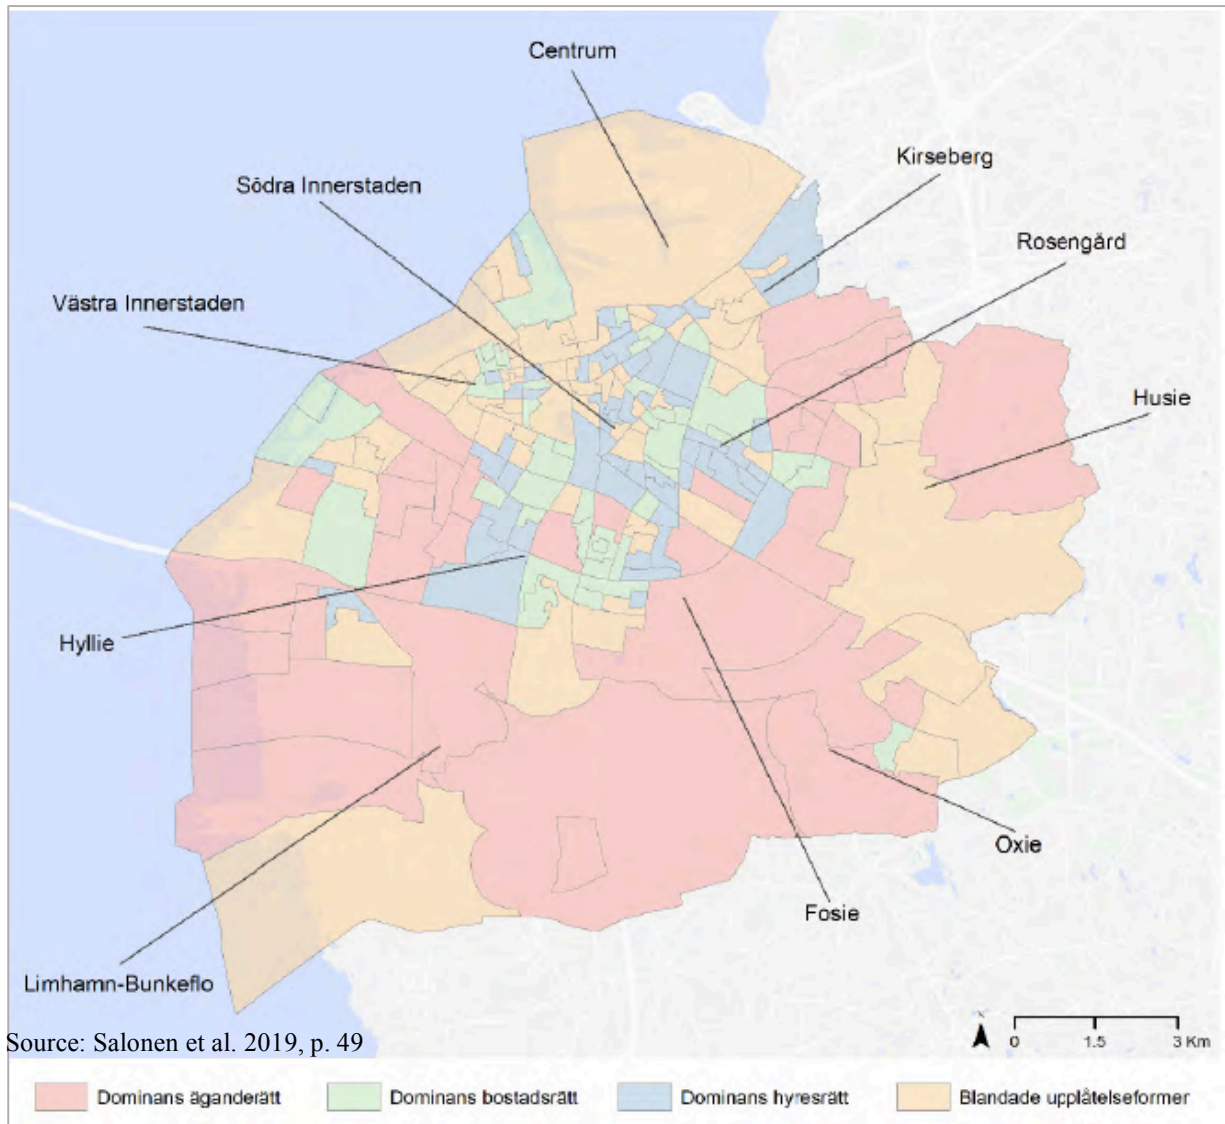 Centrum
Kirseberg
Södra Innerstaden
Rosengård
Västra Innerstaden
Husie
Hyllie
Oxie
Fosie
Limhamn-Bunkeflo
0 1.5 3 Km
Source: Salonen et al. 2019, p. 49
Dominans äganderätt
Dominans bostadsrätt
Dominans hyresrätt
Blandade upplåtelseformer